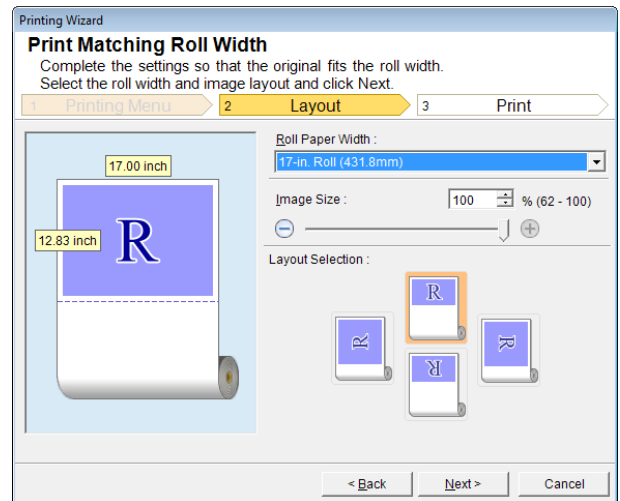 Printing Wizard
Print Matching Roll Width
Complete the settings so that the original fits the roll width.
Select the roll width and image layout and click Next.
1 Printing Menu 2 Layout 3 Print
17.00 inch
12.83 inch
R
Roll Paper Width :
17-in. Roll (431.8mm)
Image Size : 100 % (62 - 100)
Layout Selection :
R
R
R
R
< Back Next > Cancel